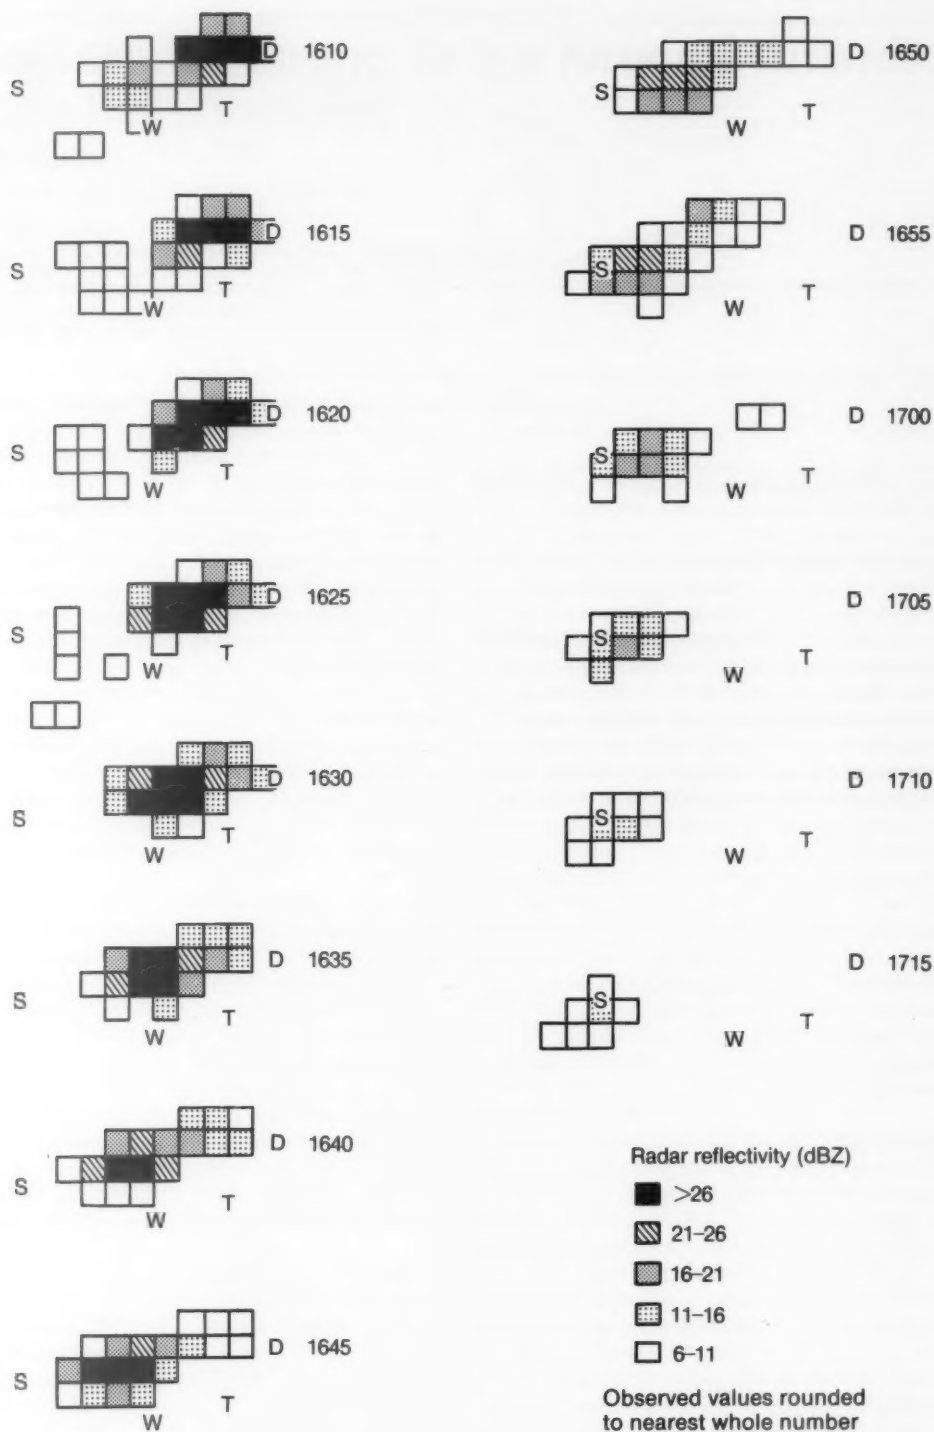 D 1610
S
T
W
D 1615
S
T
W
D 1620
S
T
W
D 1625
S
T
W
D 1630
S
T
W
D 1635
S
T
W
D 1640
S
T
W
D 1645
S
T
W
D 1650
S
T
W
D 1655
S
T
W
D 1700
S
T
W
D 1705
S
T
W
D 1710
S
T
W
D 1715
S
T
W
Radar reflectivity (dBZ)
>26
21–26
16–21
11–16
6–11
Observed values rounded
to nearest whole number